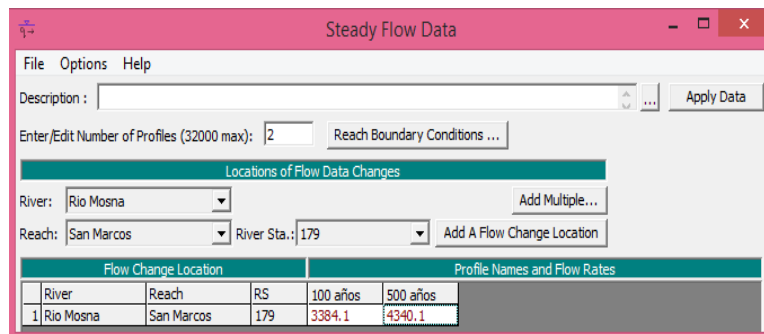 Steady Flow Data
File Options Help
Description : ... Apply Data
Enter/Edit Number of Profiles (32000 max): 2 Reach Boundary Conditions ...
Locations of Flow Data Changes
River: Rio Mosna Add Multiple...
Reach: San Marcos River Sta.: 179 Add A Flow Change Location
Flow Change Location Profile Names and Flow Rates
River Reach RS 100 años 500 años
1 Rio Mosna San Marcos 179 3384.1 4340.1